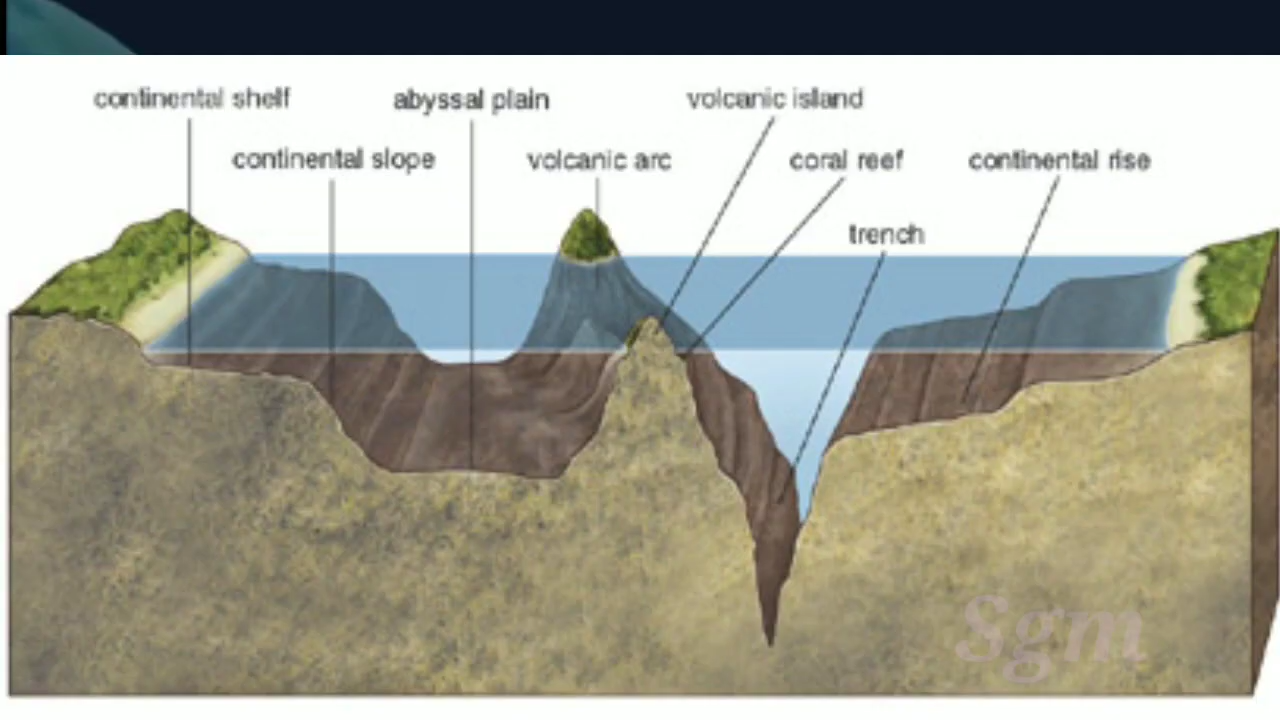 continental shelf
abyssal plain
volcanic island
continental slope
volcanic arc
coral reef
continental rise
trench
Sgm